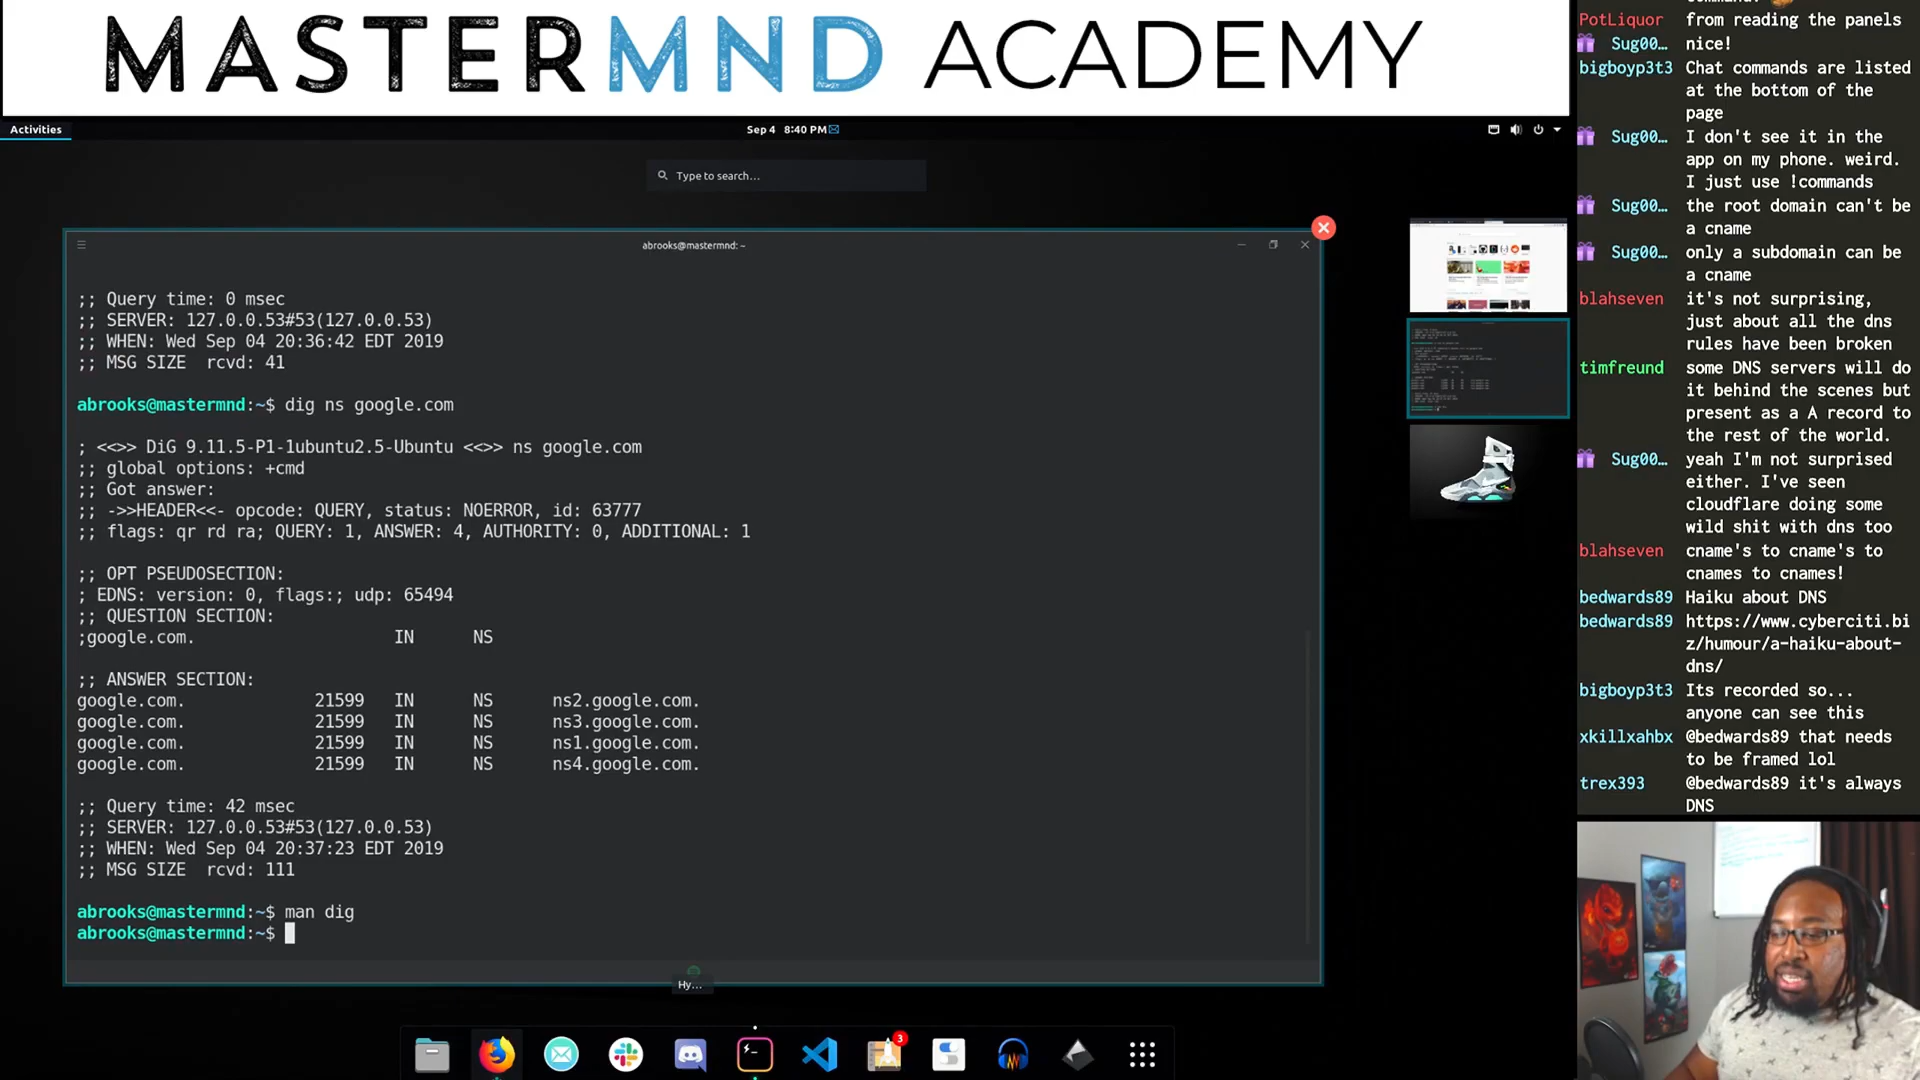 MASTERMND ACADEMY
Activities
Sep 4 8:40 PM
Type to search...
abrooks@mastermnd: ~
;; Query time: 0 msec
;; SERVER: 127.0.0.53#53(127.0.0.53)
;; WHEN: Wed Sep 04 20:36:42 EDT 2019
;; MSG SIZE rcvd: 41
abrooks@mastermnd:~$ dig ns google.com
; <<>> DiG 9.11.5-P1-1ubuntu2.5-Ubuntu <<>> ns google.com
;; global options: +cmd
;; Got answer:
;; ->>HEADER<<- opcode: QUERY, status: NOERROR, id: 63777
;; flags: qr rd ra; QUERY: 1, ANSWER: 4, AUTHORITY: 0, ADDITIONAL: 1
;; OPT PSEUDOSECTION:
; EDNS: version: 0, flags:; udp: 65494
;; QUESTION SECTION:
;google.com. IN NS
;; ANSWER SECTION:
google.com. 21599 IN NS ns2.google.com.
google.com. 21599 IN NS ns3.google.com.
google.com. 21599 IN NS ns1.google.com.
google.com. 21599 IN NS ns4.google.com.
;; Query time: 42 msec
;; SERVER: 127.0.0.53#53(127.0.0.53)
;; WHEN: Wed Sep 04 20:37:23 EDT 2019
;; MSG SIZE rcvd: 111
abrooks@mastermnd:~$ man dig
abrooks@mastermnd:~$
Hy...
3
PotLiquor from reading the panels
Sug00... nice!
bigboyp3t3 Chat commands are listed
at the bottom of the
page
Sug00... I don't see it in the
app on my phone. weird.
I just use !commands
Sug00... the root domain can't be
a cname
Sug00... only a subdomain can be
a cname
blahseven it's not surprising,
just about all the dns
rules have been broken
timfreund some DNS servers will do
it behind the scenes but
present as a A record to
the rest of the world.
Sug00... yeah I'm not surprised
either. I've seen
cloudflare doing some
wild shit with dns too
blahseven cname's to cname's to
cnames to cnames!
bedwards89 Haiku about DNS
bedwards89 https://www.cyberciti.bi
z/humour/a-haiku-about-
dns/
bigboyp3t3 Its recorded so...
anyone can see this
xkillxahbx @bedwards89 that needs
to be framed lol
trex393 @bedwards89 it's always
DNS